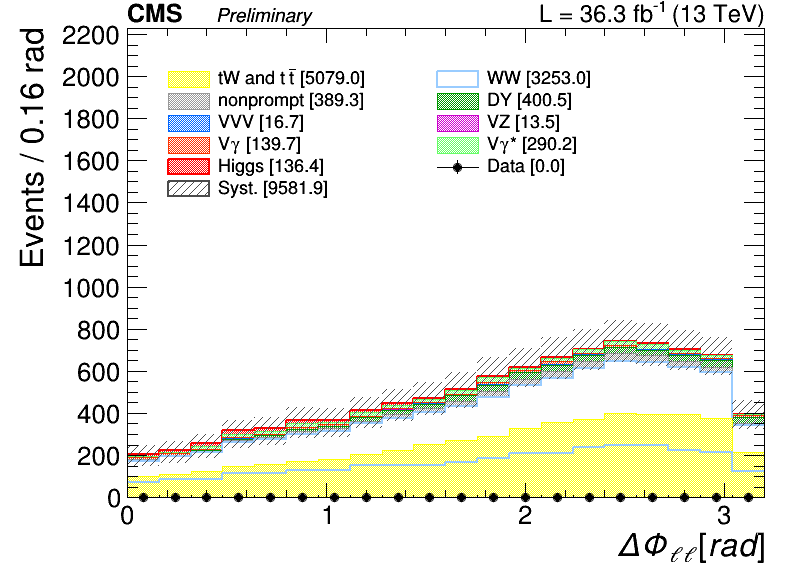 CMS Preliminary L = 36.3 fb⁻¹ (13 TeV)
Events / 0.16 rad
2200
2000
1800
1600
1400
1200
1000
800
600
400
200
0
tW and tt̄ [5079.0]
WW [3253.0]
nonprompt [389.3]
DY [400.5]
VVV [16.7]
VZ [13.5]
Vγ [139.7]
Vγ* [290.2]
Higgs [136.4]
Data [0.0]
Syst. [9581.9]
0 1 2 3
ΔΦℓℓ[rad]